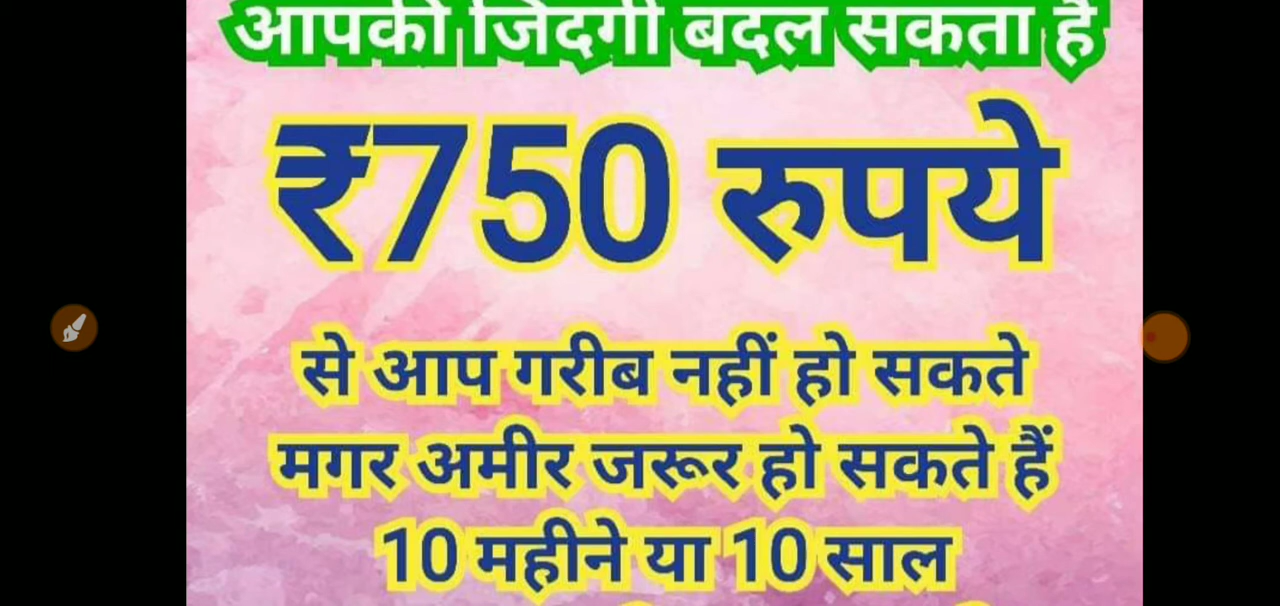 आपकी जिंदगी बदल सकता है
₹750 रुपये
से आप गरीब नहीं हो सकते
मगर अमीर जरूर हो सकते हैं
10 महीने या 10 साल